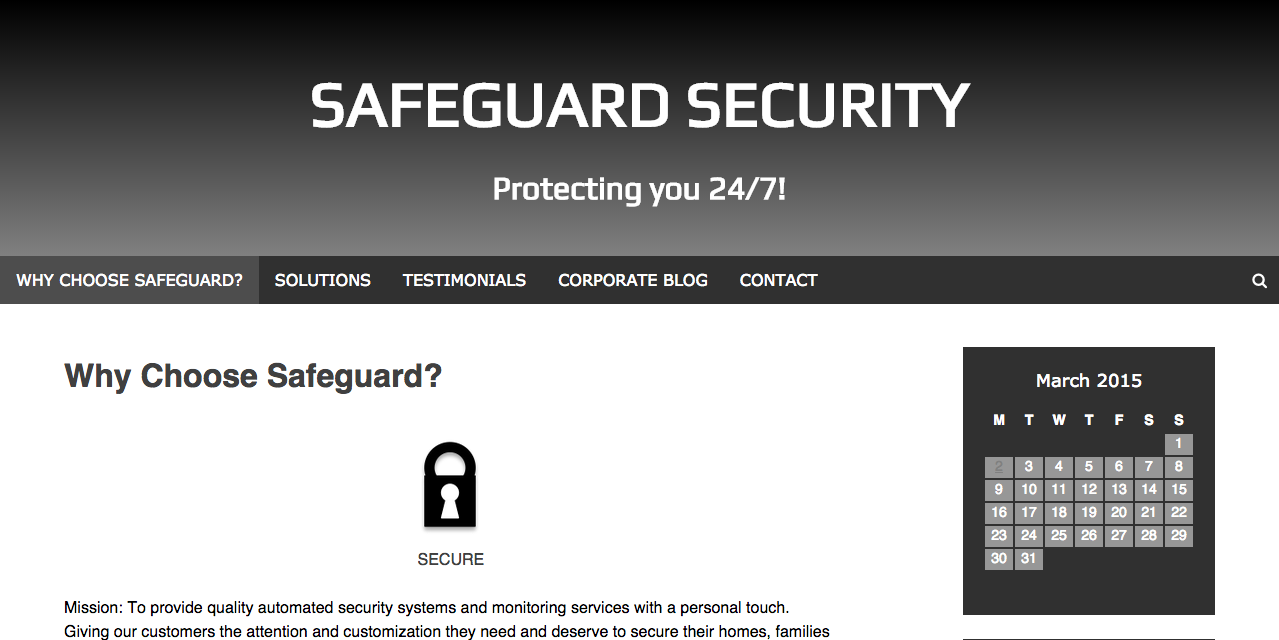 SAFEGUARD SECURITY
Protecting you 24/7!
WHY CHOOSE SAFEGUARD? SOLUTIONS TESTIMONIALS CORPORATE BLOG CONTACT
Why Choose Safeguard?
SECURE
Mission: To provide quality automated security systems and monitoring services with a personal touch.
Giving our customers the attention and customization they need and deserve to secure their homes, families
March 2015
M T W T F S S
1
2 3 4 5 6 7 8
9 10 11 12 13 14 15
16 17 18 19 20 21 22
23 24 25 26 27 28 29
30 31